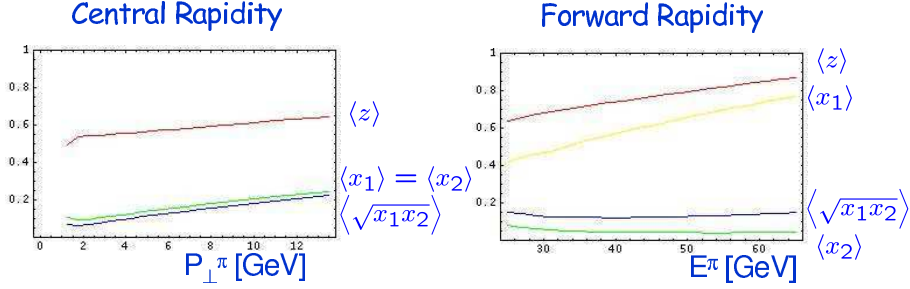 Central Rapidity
1
0.8
0.6
0.4
0.2
0 2 4 6 8 10 12
P⊥^π [GeV]
⟨z⟩
⟨x₁⟩ = ⟨x₂⟩
⟨√x₁x₂⟩
Forward Rapidity
1
0.8
0.6
0.4
0.2
30 40 50 60
E^π [GeV]
⟨z⟩
⟨x₁⟩
⟨√x₁x₂⟩
⟨x₂⟩